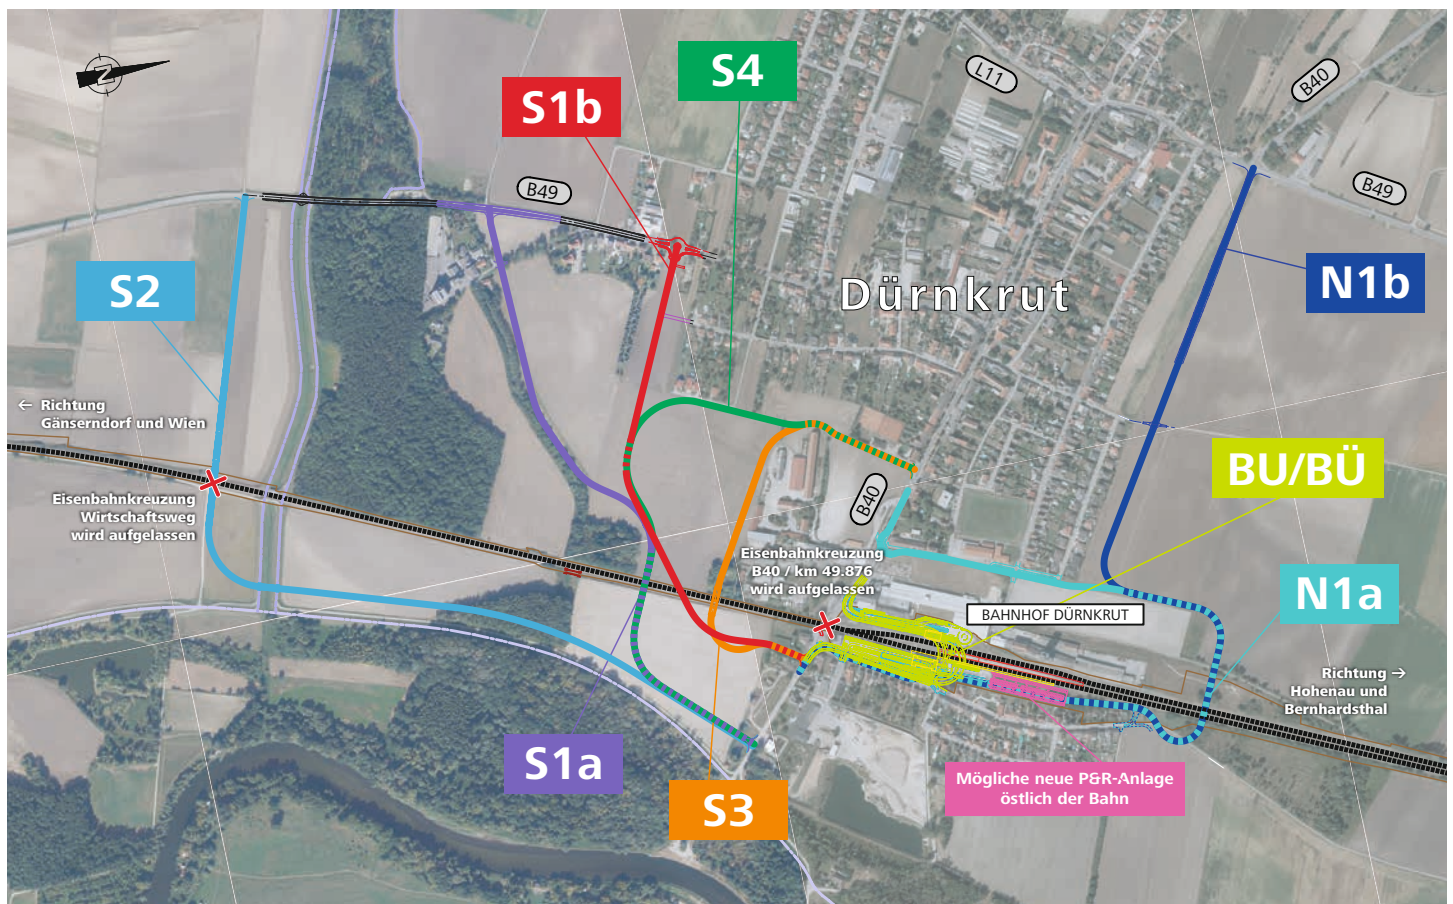 S4
L11
B40
S1b
N
B49
B49
S2
Dürnkrut
N1b
← Richtung
Gänserndorf und Wien
BU/BÜ
Eisenbahnkreuzung
Wirtschaftsweg
wird aufgelassen
B40
Eisenbahnkreuzung
B40 / km 49.876
wird aufgelassen
BAHNHOF DÜRNKRUT
N1a
Richtung →
Hohenau und
Bernhardsthal
S1a
S3
Mögliche neue P&R-Anlage
östlich der Bahn